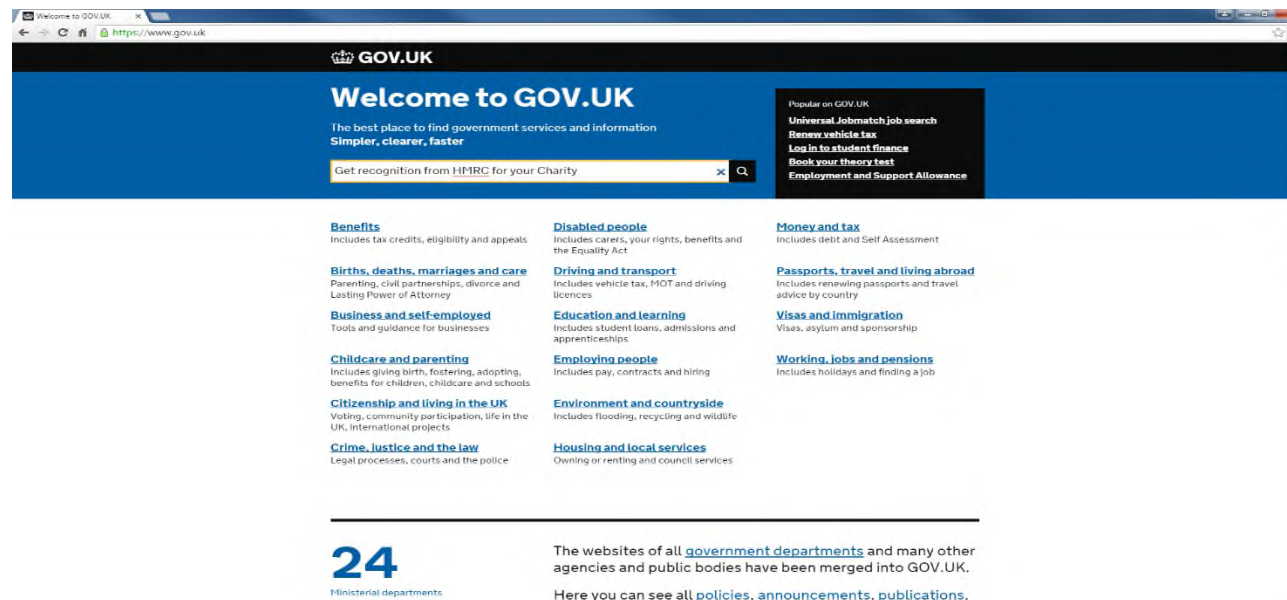 Welcome to GOV.UK
https://www.gov.uk
GOV.UK
Welcome to GOV.UK
The best place to find government services and information
Simpler, clearer, faster
Get recognition from HMRC for your Charity
Popular on GOV.UK
Universal Jobmatch job search
Renew vehicle tax
Log in to student finance
Book your theory test
Employment and Support Allowance
Benefits
Includes tax credits, eligibility and appeals
Births, deaths, marriages and care
Parenting, civil partnerships, divorce and
Lasting Power of Attorney
Business and self-employed
Tools and guidance for businesses
Childcare and parenting
Includes giving birth, fostering, adopting,
benefits for children, childcare and schools
Citizenship and living in the UK
Voting, community participation, life in the
UK, International projects
Crime, justice and the law
Legal processes, courts and the police
Disabled people
Includes carers, your rights, benefits and
the Equality Act
Driving and transport
Includes vehicle tax, MOT and driving
licences
Education and learning
Includes student loans, admissions and
apprenticeships
Employing people
Includes pay, contracts and hiring
Environment and countryside
Includes flooding, recycling and wildlife
Housing and local services
Owning or renting and council services
Money and tax
Includes debt and Self Assessment
Passports, travel and living abroad
Includes renewing passports and travel
advice by country
Visas and immigration
Visas, asylum and sponsorship
Working, jobs and pensions
Includes holidays and finding a job
24
Ministerial departments
The websites of all government departments and many other
agencies and public bodies have been merged into GOV.UK.
Here you can see all policies, announcements, publications,